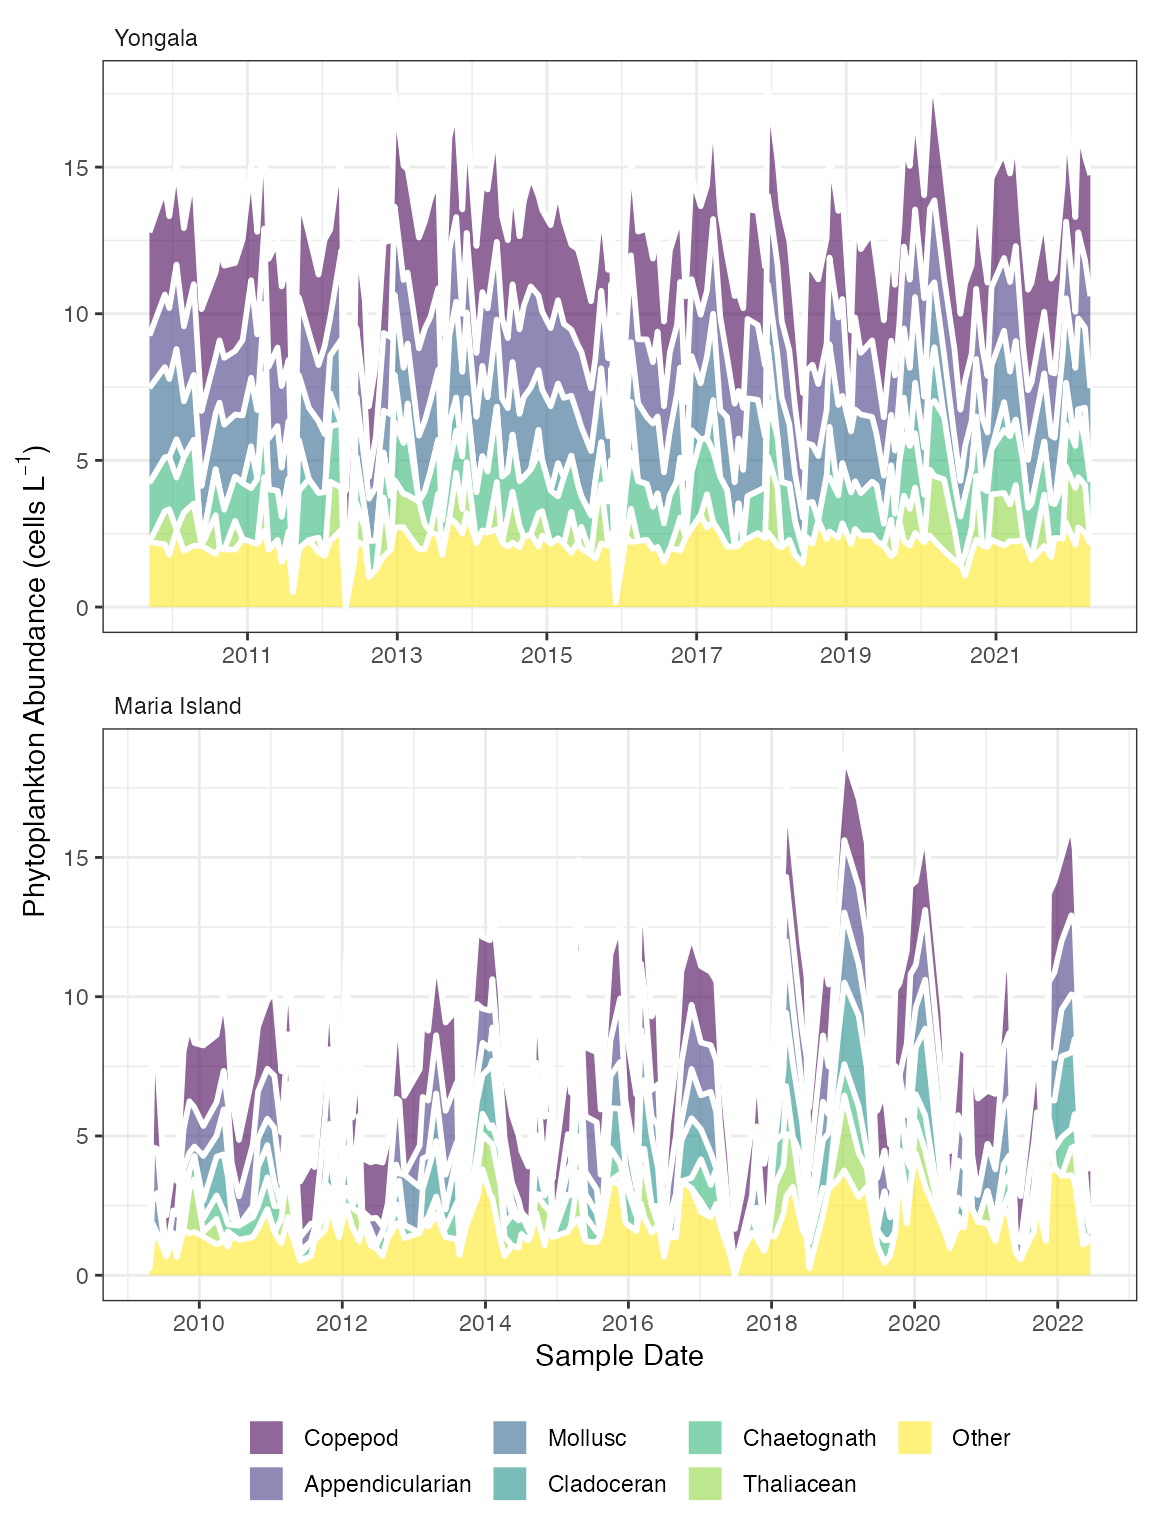 Yongala
15
10
5
0
2011 2013 2015 2017 2019 2021
Phytoplankton Abundance (cells L⁻¹)
Maria Island
15
10
5
0
2010 2012 2014 2016 2018 2020 2022
Sample Date
Copepod Mollusc Chaetognath Other
Appendicularian Cladoceran Thaliacean